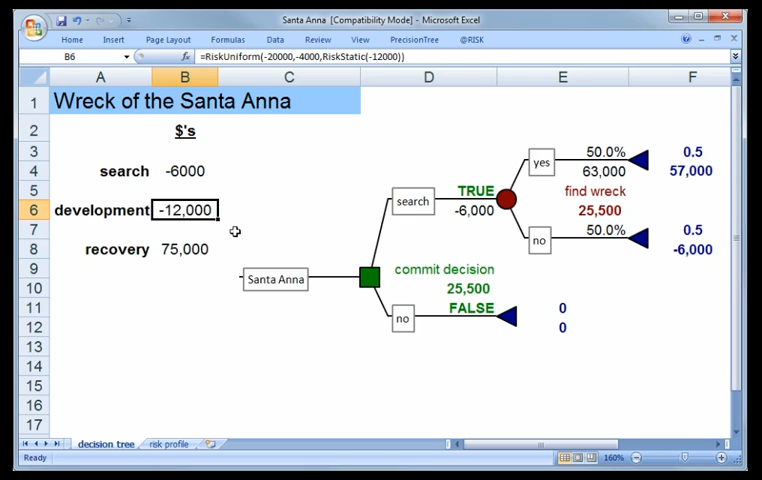 Santa Anna [Compatibility Mode] - Microsoft Excel
Home Insert Page Layout Formulas Data Review View PrecisionTree @RISK
B6 fx =RiskUniform(-20000,-4000,RiskStatic(-12000))
A B C D E F
1 Wreck of the Santa Anna
2 $'s
3 yes 50.0% 0.5
4 search -6000 63,000 57,000
5 search TRUE find wreck
6 development -12,000 -6,000 25,500
7 no 50.0% 0.5
8 recovery 75,000 -6,000
9 Santa Anna commit decision
10 25,500
11 no FALSE 0
12 0
13
14
15
16
17
decision tree risk profile
Ready 160%